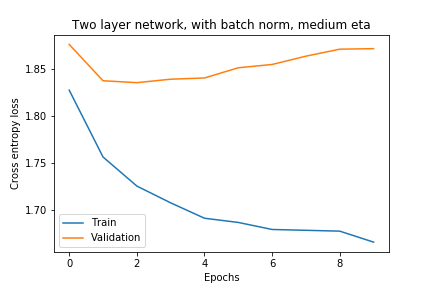 Two layer network, with batch norm, medium eta
Cross entropy loss
1.85
1.80
1.75
1.70
Train
Validation
0 2 4 6 8
Epochs